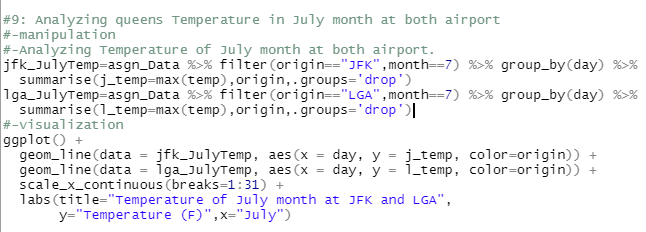 #9: Analyzing queens Temperature in July month at both airport
#-manipulation
#-Analyzing Temperature of July month at both airport.
jfk_JulyTemp=asgn_Data %>% filter(origin=="JFK",month==7) %>% group_by(day) %>%
  summarise(j_temp=max(temp),origin,.groups='drop')
lga_JulyTemp=asgn_Data %>% filter(origin=="LGA",month==7) %>% group_by(day) %>%
  summarise(l_temp=max(temp),origin,.groups='drop')
#-visualization
ggplot() +
  geom_line(data = jfk_JulyTemp, aes(x = day, y = j_temp, color=origin)) +
  geom_line(data = lga_JulyTemp, aes(x = day, y = l_temp, color=origin)) +
  scale_x_continuous(breaks=1:31) +
  labs(title="Temperature of July month at JFK and LGA",
       y="Temperature (F)",x="July")